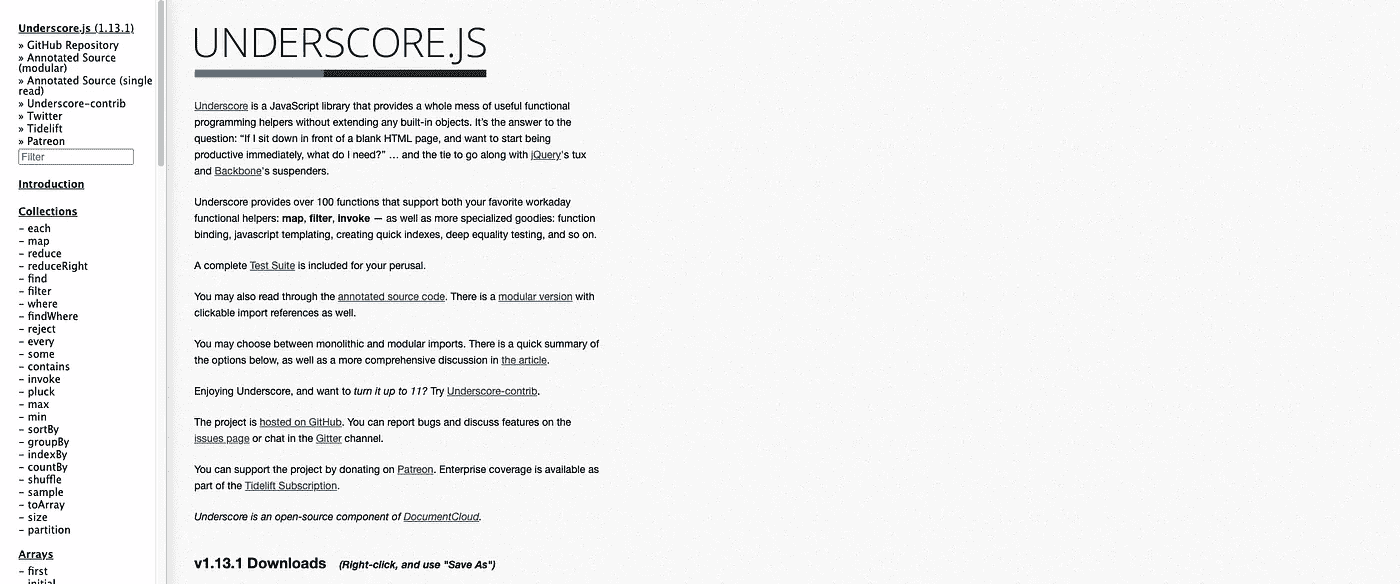 Underscore.js (1.13.1)
» GitHub Repository
» Annotated Source
(modular)
» Annotated Source (single
read)
» Underscore-contrib
» Twitter
» Tidelift
» Patreon
Filter
Introduction
Collections
- each
- map
- reduce
- reduceRight
- find
- filter
- where
- findWhere
- reject
- every
- some
- contains
- invoke
- pluck
- max
- min
- sortBy
- groupBy
- indexBy
- countBy
- shuffle
- sample
- toArray
- size
- partition
Arrays
- first
- initial
UNDERSCORE.JS
Underscore is a JavaScript library that provides a whole mess of useful functional
programming helpers without extending any built-in objects. It's the answer to the
question: “If I sit down in front of a blank HTML page, and want to start being
productive immediately, what do I need?” … and the tie to go along with jQuery's tux
and Backbone's suspenders.
Underscore provides over 100 functions that support both your favorite workaday
functional helpers: map, filter, invoke — as well as more specialized goodies: function
binding, javascript templating, creating quick indexes, deep equality testing, and so on.
A complete Test Suite is included for your perusal.
You may also read through the annotated source code. There is a modular version with
clickable import references as well.
You may choose between monolithic and modular imports. There is a quick summary of
the options below, as well as a more comprehensive discussion in the article.
Enjoying Underscore, and want to turn it up to 11? Try Underscore-contrib.
The project is hosted on GitHub. You can report bugs and discuss features on the
issues page or chat in the Gitter channel.
You can support the project by donating on Patreon. Enterprise coverage is available as
part of the Tidelift Subscription.
Underscore is an open-source component of DocumentCloud.
v1.13.1 Downloads (Right-click, and use "Save As")